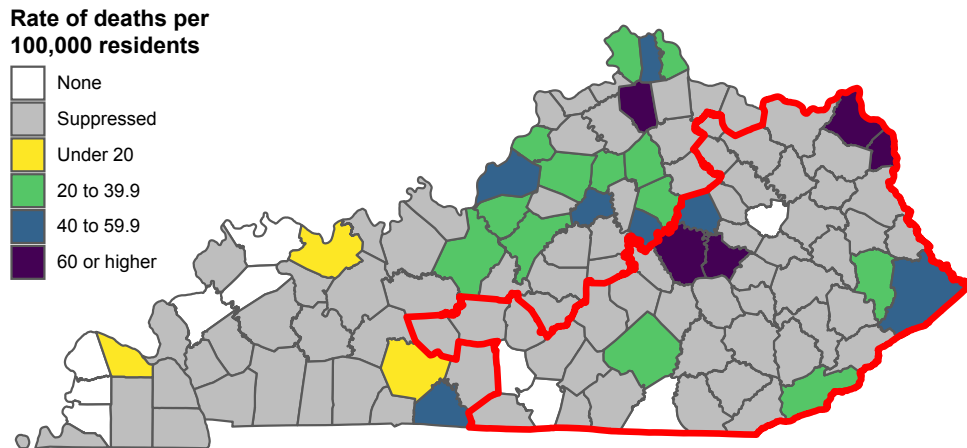 Rate of deaths per
100,000 residents
None
Suppressed
Under 20
20 to 39.9
40 to 59.9
60 or higher